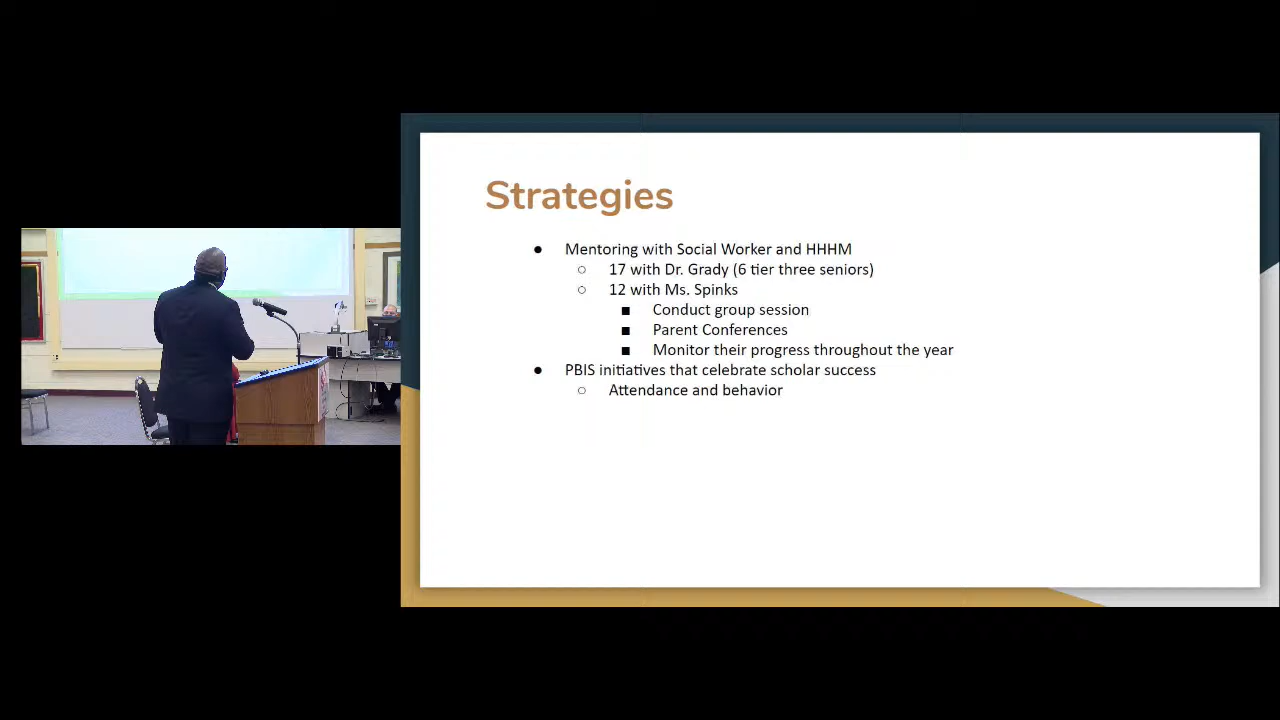 Strategies
● Mentoring with Social Worker and HHHM
○ 17 with Dr. Grady (6 tier three seniors)
○ 12 with Ms. Spinks
■ Conduct group session
■ Parent Conferences
■ Monitor their progress throughout the year
● PBIS initiatives that celebrate scholar success
○ Attendance and behavior